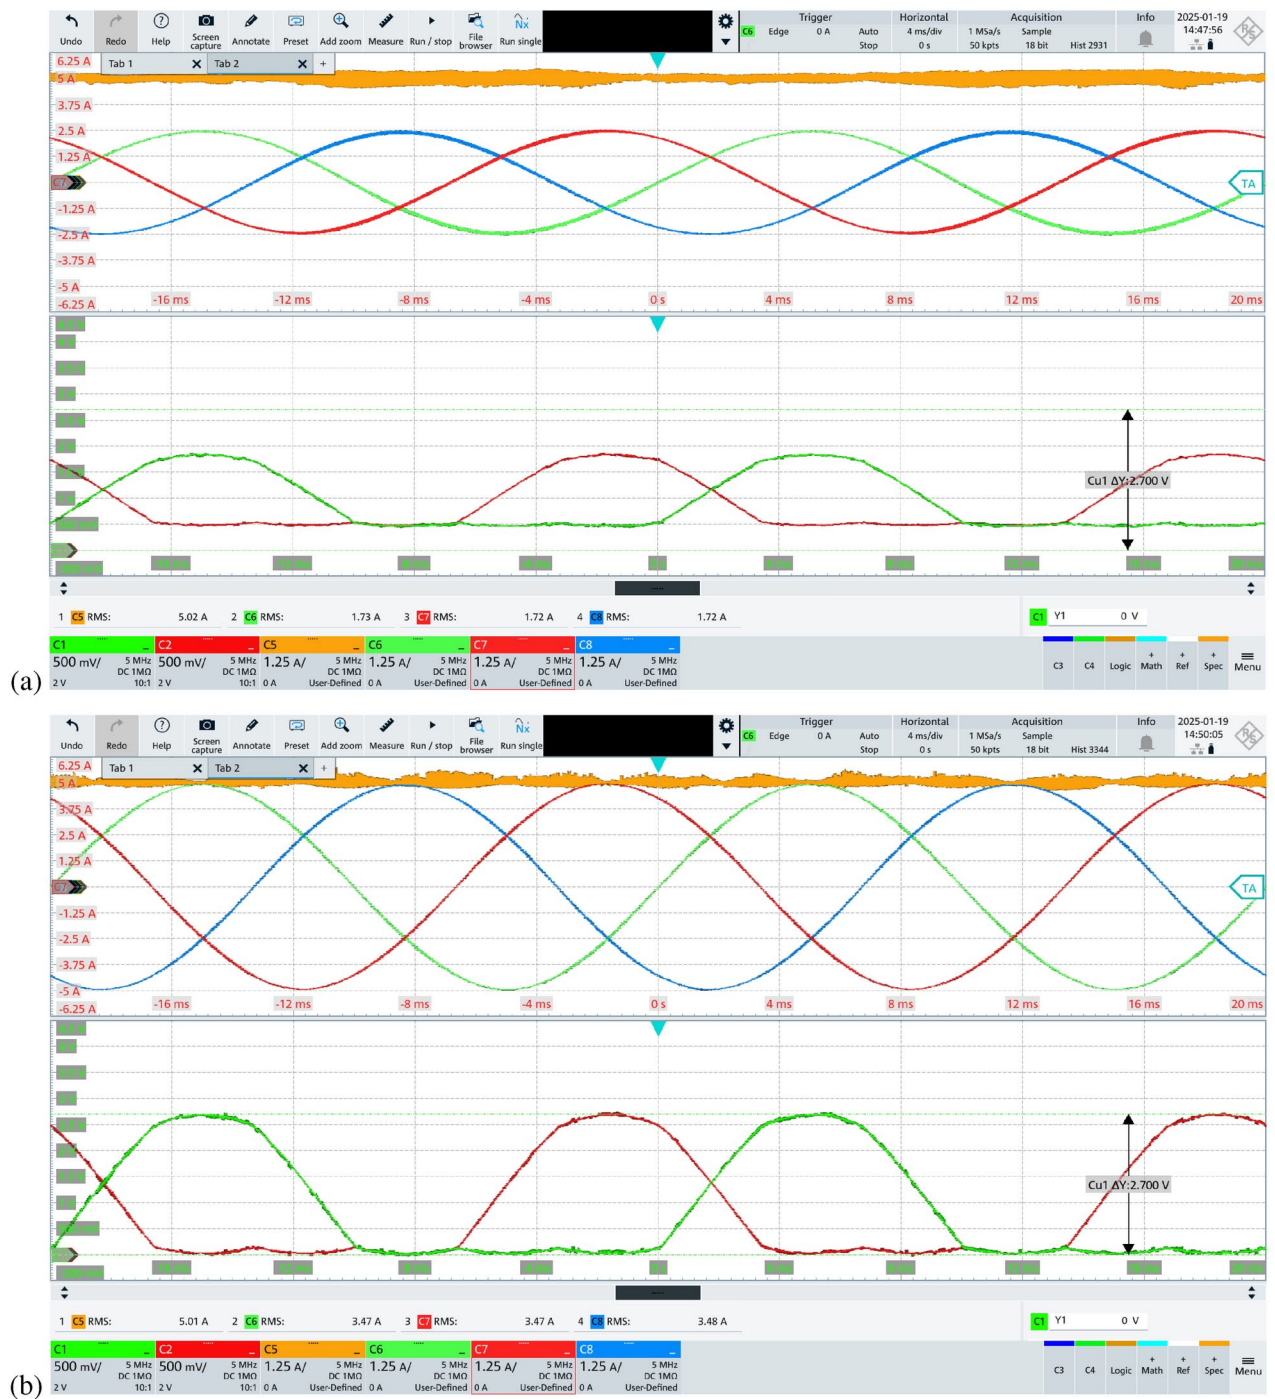 Undo Redo Help Screen capture Annotate Preset Add zoom Measure Run / stop File browser Run single
Trigger Horizontal Acquisition Info 2025-01-19
C6 Edge 0 A Auto 4 ms/div 1 MSa/s Sample 14:47:56
Stop 0 s 50 kpts 18 bit Hist 2931
Tab 1 X Tab 2 X +
6.25 A
5 A
3.75 A
2.5 A
1.25 A
C7
TA
-1.25 A
-2.5 A
-3.75 A
-5 A
-6.25 A
-16 ms -12 ms -8 ms -4 ms 0 s 4 ms 8 ms 12 ms 16 ms 20 ms
Cu1 ΔY:2.700 V
1 C5 RMS: 5.02 A 2 C6 RMS: 1.73 A 3 C7 RMS: 1.72 A 4 C8 RMS: 1.72 A
C1 Y1 0 V
C1 C2 C5 C6 C7 C8
500 mV/ 5 MHz 500 mV/ 5 MHz 1.25 A/ 5 MHz 1.25 A/ 5 MHz 1.25 A/ 5 MHz 1.25 A/ 5 MHz
DC 1MΩ DC 1MΩ DC 1MΩ DC 1MΩ DC 1MΩ DC 1MΩ
2 V 10:1 2 V 10:1 0 A User-Defined 0 A User-Defined 0 A User-Defined 0 A User-Defined
C3 C4 Logic + Math + Ref + Spec Menu
(a)
Undo Redo Help Screen capture Annotate Preset Add zoom Measure Run / stop File browser Run single
Trigger Horizontal Acquisition Info 2025-01-19
C6 Edge 0 A Auto 4 ms/div 1 MSa/s Sample 14:50:05
Stop 0 s 50 kpts 18 bit Hist 3344
Tab 1 X Tab 2 X +
6.25 A
5 A
3.75 A
2.5 A
1.25 A
C7
TA
-1.25 A
-2.5 A
-3.75 A
-5 A
-6.25 A
-16 ms -12 ms -8 ms -4 ms 0 s 4 ms 8 ms 12 ms 16 ms 20 ms
Cu1 ΔY:2.700 V
1 C5 RMS: 5.01 A 2 C6 RMS: 3.47 A 3 C7 RMS: 3.47 A 4 C8 RMS: 3.48 A
C1 Y1 0 V
C1 C2 C5 C6 C7 C8
500 mV/ 5 MHz 500 mV/ 5 MHz 1.25 A/ 5 MHz 1.25 A/ 5 MHz 1.25 A/ 5 MHz 1.25 A/ 5 MHz
DC 1MΩ DC 1MΩ DC 1MΩ DC 1MΩ DC 1MΩ DC 1MΩ
2 V 10:1 2 V 10:1 0 A User-Defined 0 A User-Defined 0 A User-Defined 0 A User-Defined
C3 C4 Logic + Math + Ref + Spec Menu
(b)